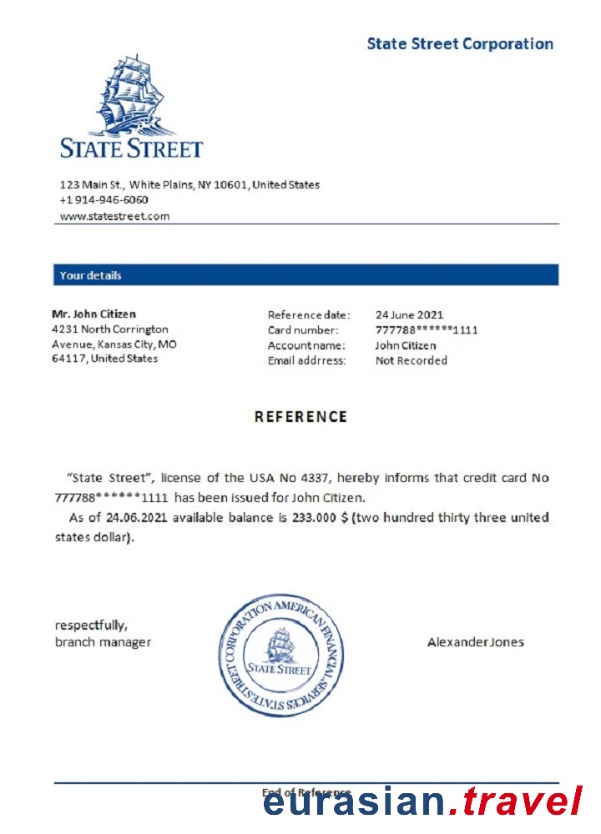 State Street Corporation
STATE STREET
123 Main St., White Plains, NY 10601, United States
+1 914-946-6060
www.statestreet.com
Your details
Mr. John Citizen
4231 North Corrington
Avenue, Kansas City, MO
64117, United States
Reference date: 24 June 2021
Card number: 777788******1111
Account name: John Citizen
Email addrress: Not Recorded
REFERENCE
"State Street", license of the USA No 4337, hereby informs that credit card No
777788******1111 has been issued for John Citizen.
As of 24.06.2021 available balance is 233.000 $ (two hundred thirty three united
states dollar).
respectfully,
branch manager
STATE STREET CORPORATION AMERICAN FINANCIAL SERVICES
STATE STREET
Alexander Jones
End of Reference
eurasian.travel